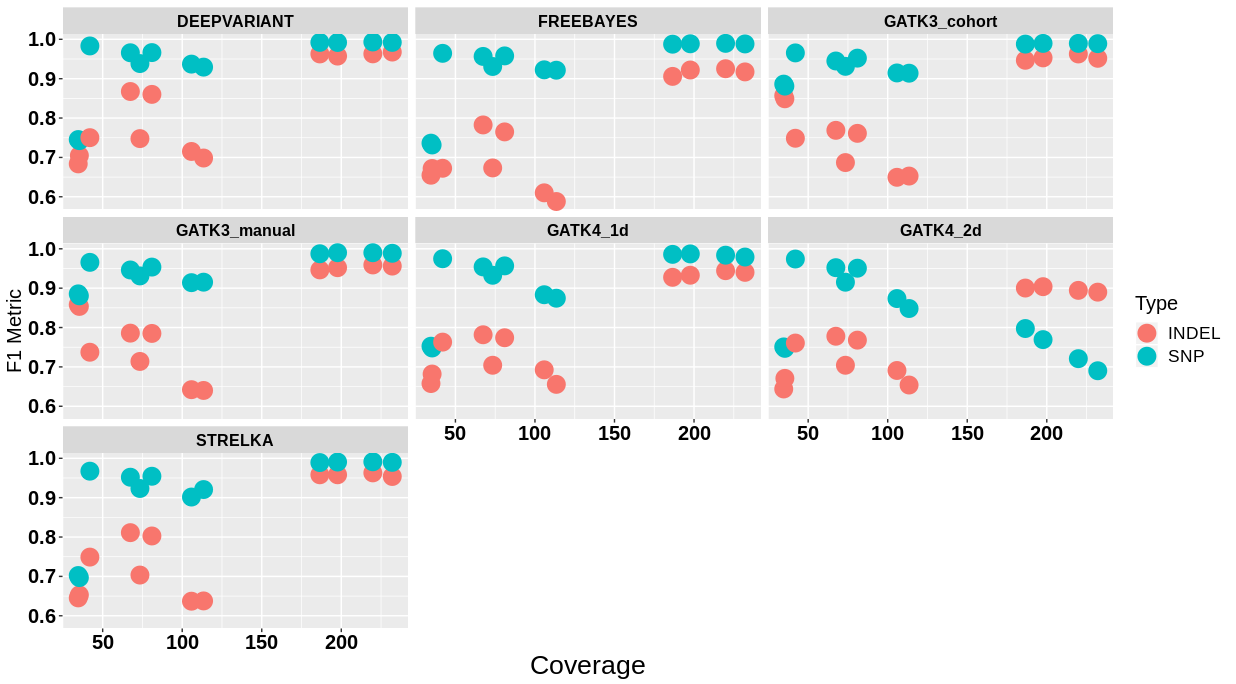 DEEPVARIANT FREEBAYES GATK3_cohort
1.0
0.9
0.8
0.7
0.6
GATK3_manual GATK4_1d GATK4_2d
1.0
0.9
0.8
0.7
0.6
50 100 150 200 50 100 150 200
STRELKA
1.0
0.9
0.8
0.7
0.6
50 100 150 200
F1 Metric
Coverage
Type
INDEL
SNP